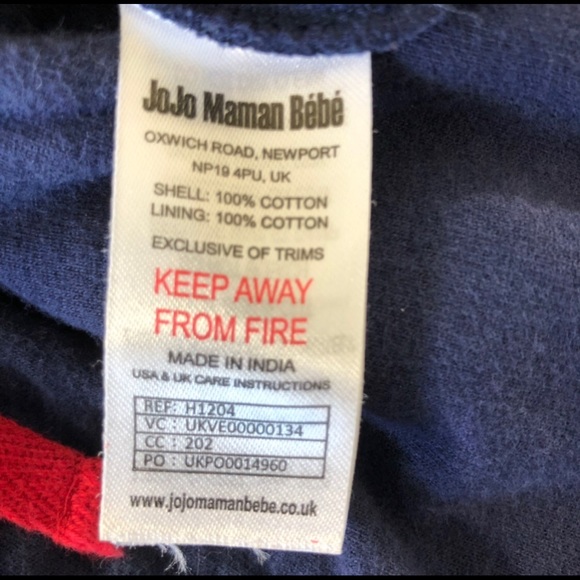 JoJo Maman Bébé
OXWICH ROAD, NEWPORT
NP19 4PU, UK
SHELL: 100% COTTON
LINING: 100% COTTON
EXCLUSIVE OF TRIMS
KEEP AWAY
FROM FIRE
MADE IN INDIA
USA & UK CARE INSTRUCTIONS
REF: H1204
VC : UKVE00000134
CC : 202
PO : UKPO0014960
www.jojomamanbebe.co.uk